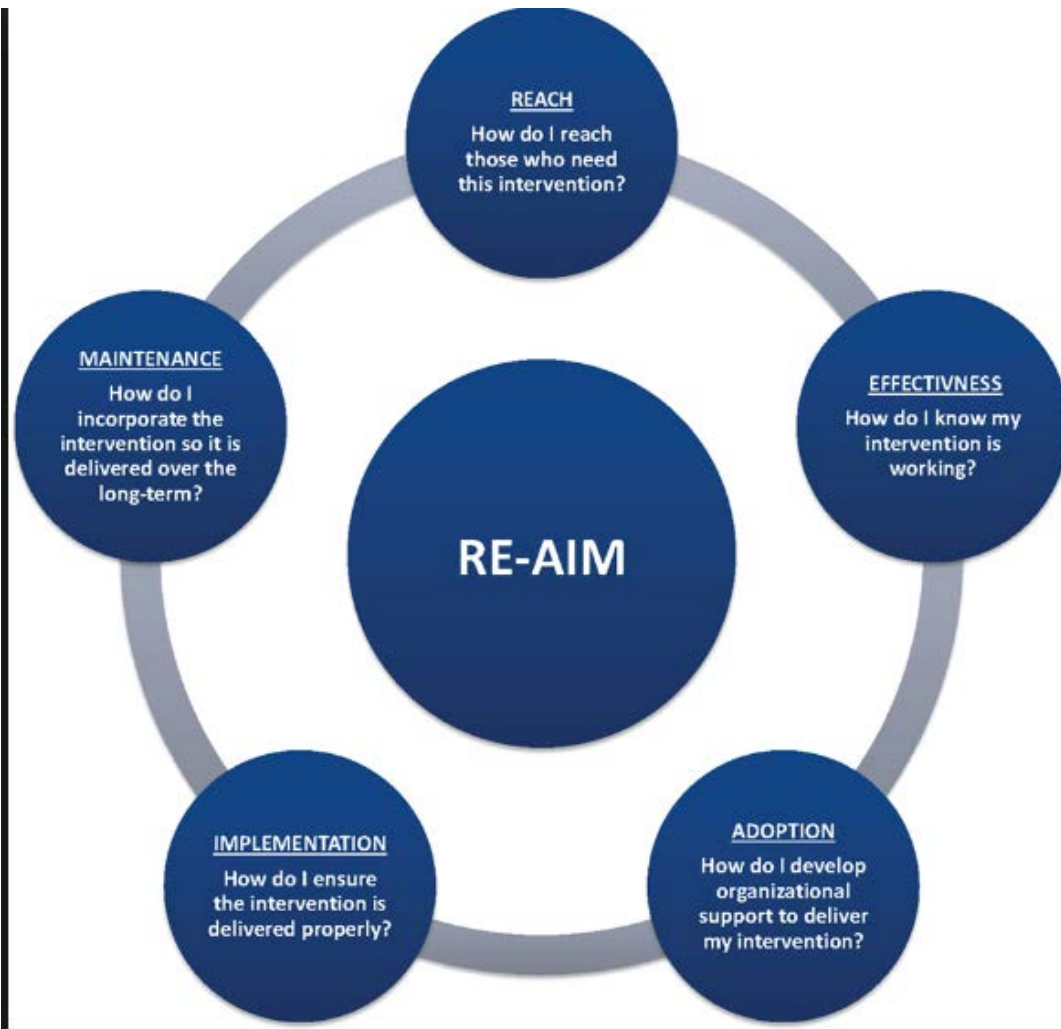 REACH
How do I reach
those who need
this intervention?
EFFECTIVNESS
How do I know my
intervention is
working?
ADOPTION
How do I develop
organizational
support to deliver
my intervention?
IMPLEMENTATION
How do I ensure
the intervention is
delivered properly?
MAINTENANCE
How do I
incorporate the
intervention so it is
delivered over the
long-term?
RE-AIM